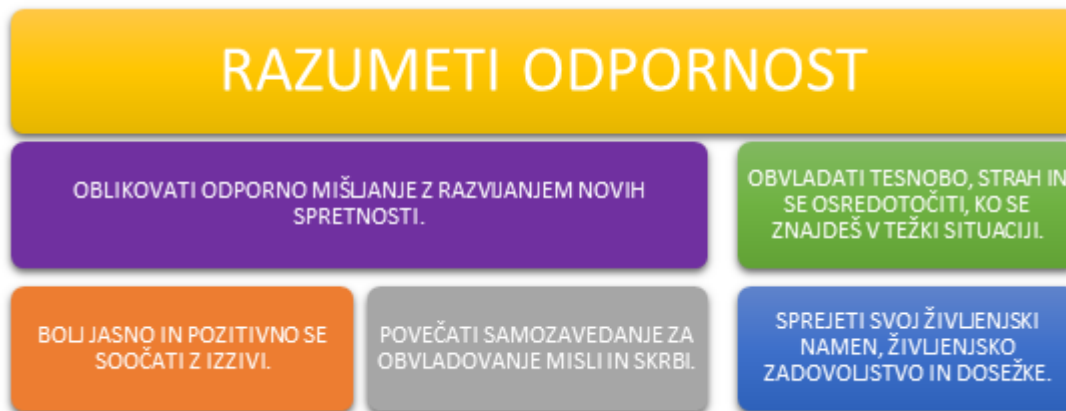 RAZUMETI ODPORNOST
OBLIKOVATI ODPORNO MIŠLJANJE Z RAZVIJANJEM NOVIH
SPRETNOSTI.
OBVLADATI TESNOBO, STRAH IN
SE OSREDOTOČITI, KO SE
ZNAJDEŠ V TEŽKI SITUACIJI.
BOLJ JASNO IN POZITIVNO SE
SOOČATI Z IZZIVI.
POVEČATI SAMOZAVEDANJE ZA
OBVLADOVANJE MISLI IN SKRBI.
SPREJETI SVOJ ŽIVLJENJSKI
NAMEN, ŽIVLJENJSKO
ZADOVOLJSTVO IN DOSEŽKE.